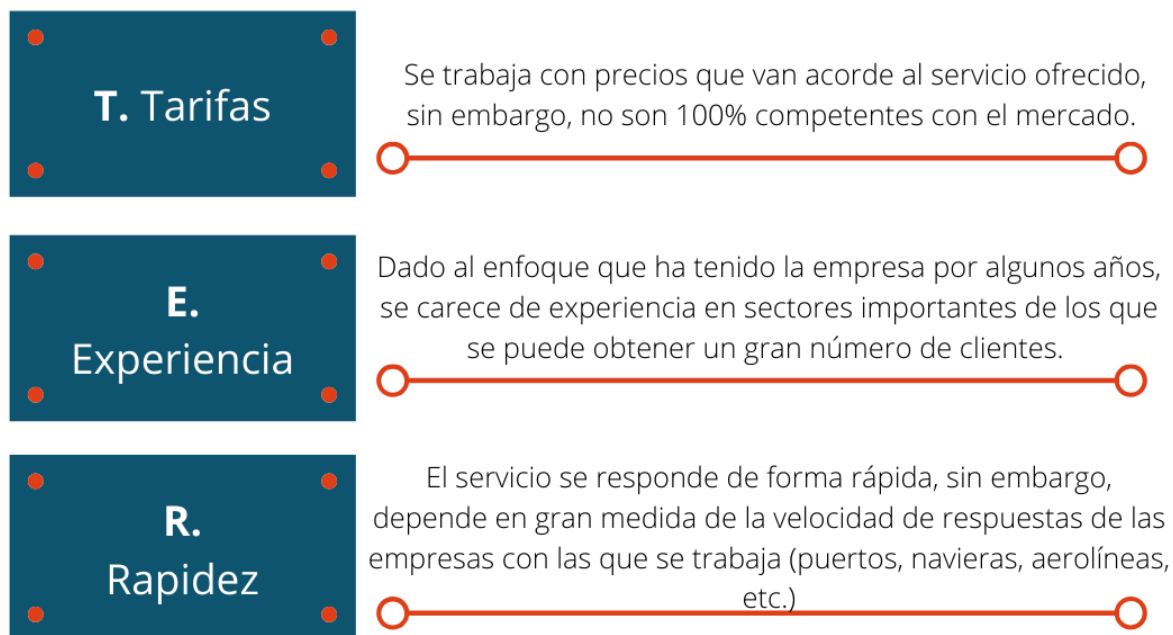 T. Tarifas
Se trabaja con precios que van acorde al servicio ofrecido,
sin embargo, no son 100% competentes con el mercado.
E.
Experiencia
Dado al enfoque que ha tenido la empresa por algunos años,
se carece de experiencia en sectores importantes de los que
se puede obtener un gran número de clientes.
R.
Rapidez
El servicio se responde de forma rápida, sin embargo,
depende en gran medida de la velocidad de respuestas de las
empresas con las que se trabaja (puertos, navieras, aerolíneas,
etc.)